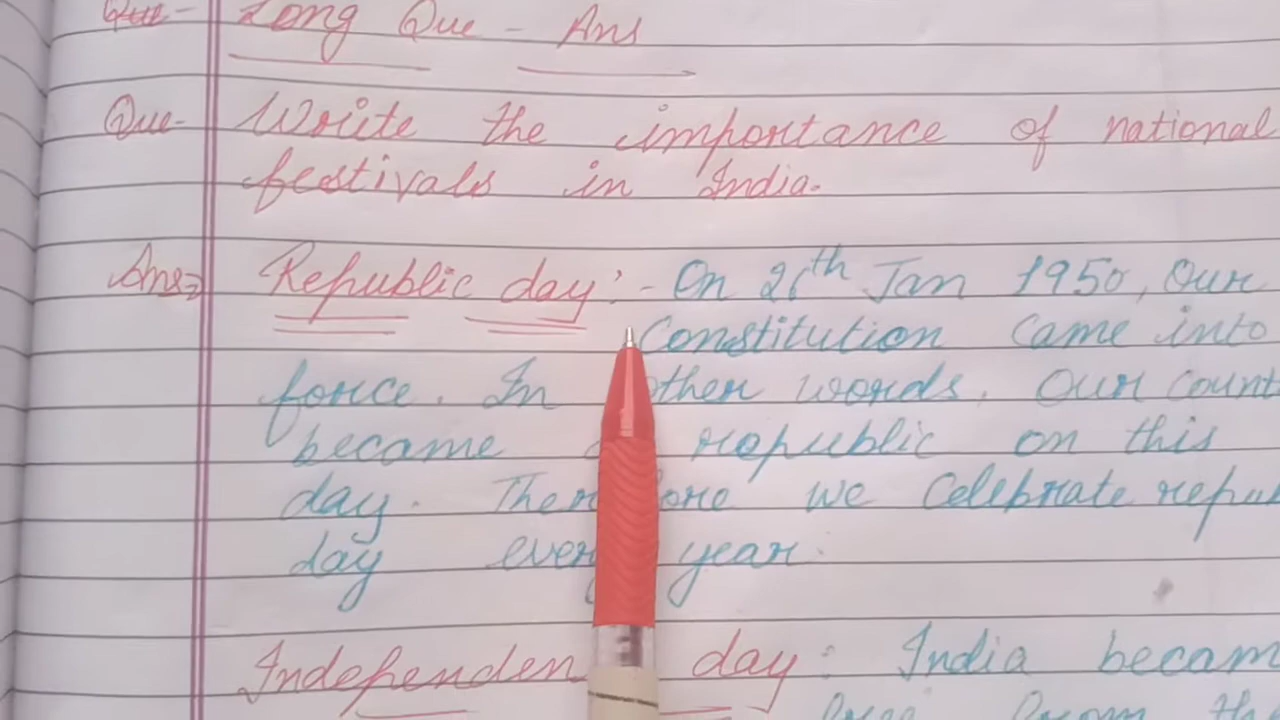 Que- Long Que - Ans
Que- Write the importance of national
festivals in India.
Ans⇒ Republic day:- On 26th Jan 1950, Our
Constitution Came into
force. In other words, Our Count
became republic on this
day. Therefore we Celebrate repu
day every year.
Independen day: India becam